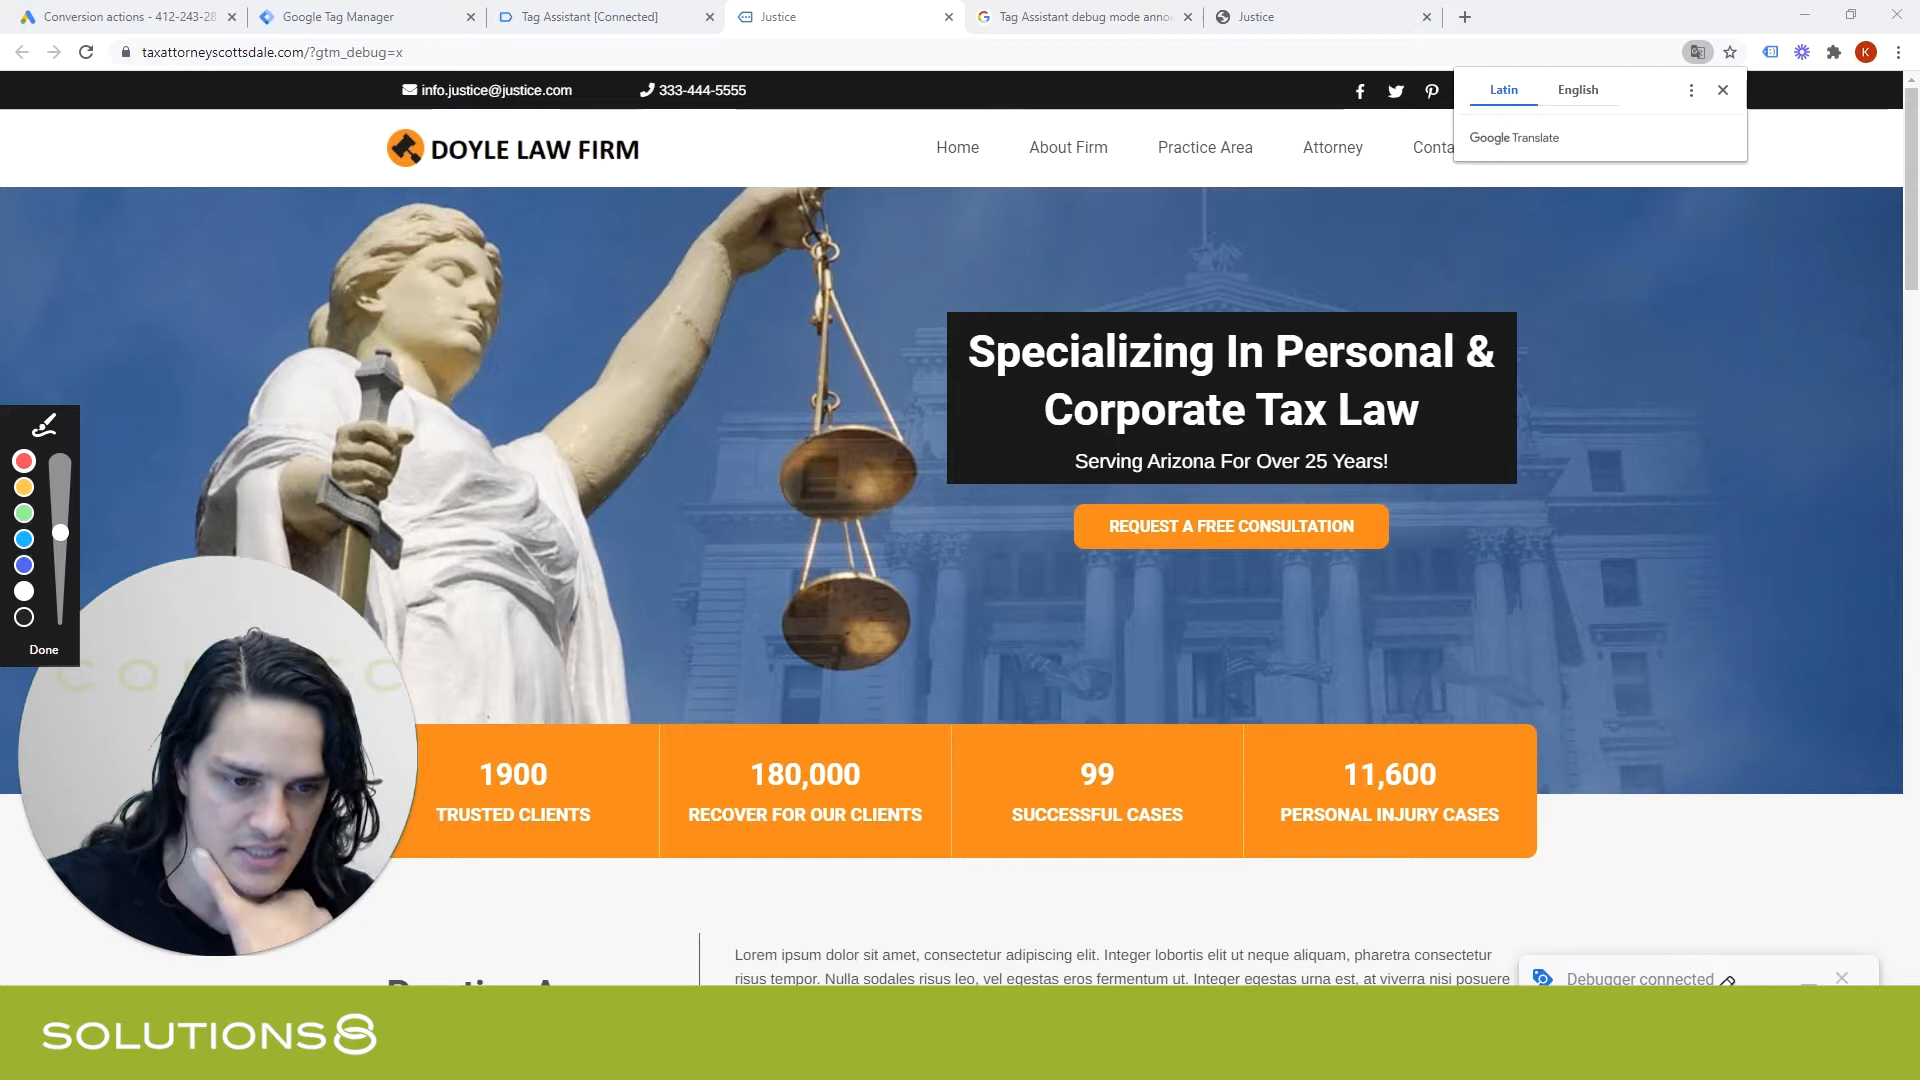 Conversion actions - 412-243-28
Google Tag Manager
Tag Assistant [Connected]
Justice
Tag Assistant debug mode anno
Justice
taxattorneyscottsdale.com/?gtm_debug=x
K
info.justice@justice.com
333-444-5555
Latin
English
Google Translate
DOYLE LAW FIRM
Home
About Firm
Practice Area
Attorney
Conta
Specializing In Personal &
Corporate Tax Law
Serving Arizona For Over 25 Years!
REQUEST A FREE CONSULTATION
Done
1900
TRUSTED CLIENTS
180,000
RECOVER FOR OUR CLIENTS
99
SUCCESSFUL CASES
11,600
PERSONAL INJURY CASES
Lorem ipsum dolor sit amet, consectetur adipiscing elit. Integer lobortis elit ut neque aliquam, pharetra consectetur
risus tempor. Nulla sodales risus leo, vel egestas eros fermentum ut. Integer egestas urna est, at viverra nisi posuere
Debugger connected
SOLUTIONS 8